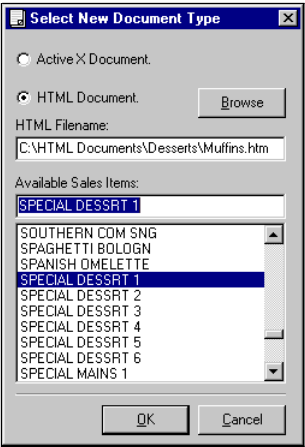 Select New Document Type
Active X Document.
HTML Document.
Browse
HTML Filename:
C:\HTML Documents\Desserts\Muffins.htm
Available Sales Items:
SPECIAL DESSRT 1
SOUTHERN COM SNG
SPAGHETTI BOLOGN
SPANISH OMELETTE
SPECIAL DESSRT 1
SPECIAL DESSRT 2
SPECIAL DESSRT 3
SPECIAL DESSRT 4
SPECIAL DESSRT 5
SPECIAL DESSRT 6
SPECIAL MAINS 1
OK Cancel